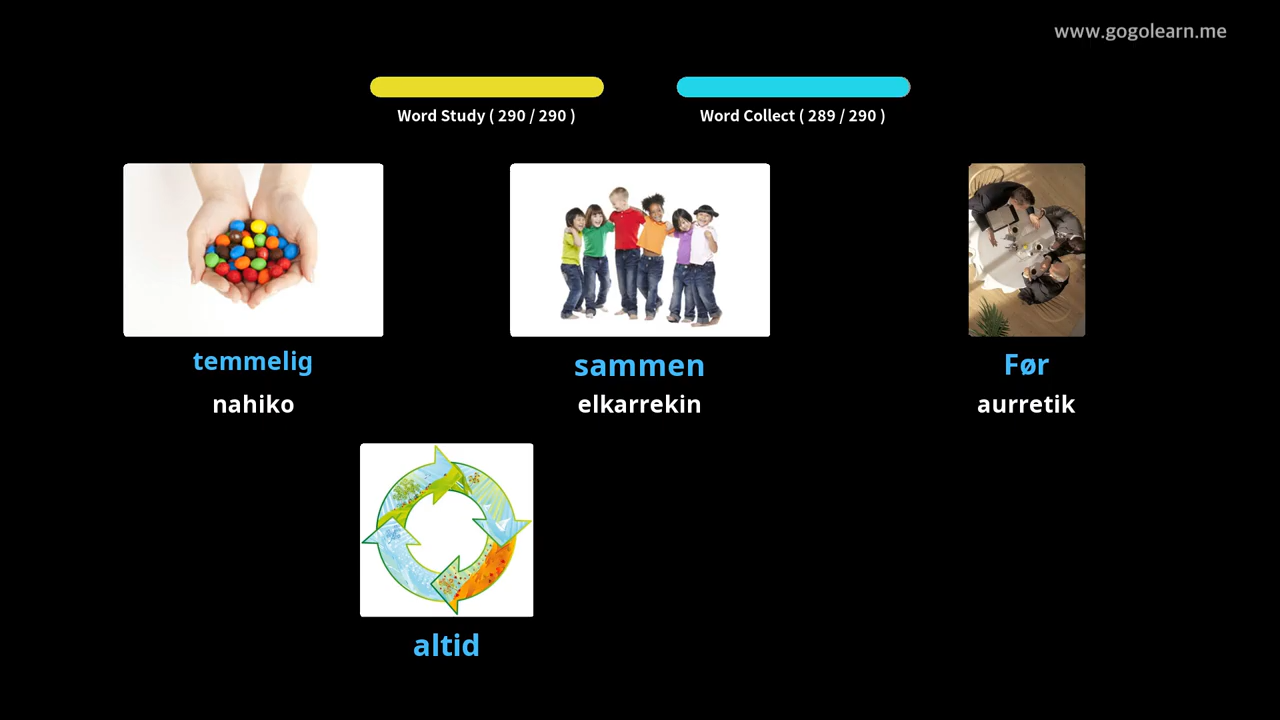 www.gogolearn.me
Word Study ( 290 / 290 )
Word Collect ( 289 / 290 )
temmelig
nahiko
sammen
elkarrekin
Før
aurretik
altid